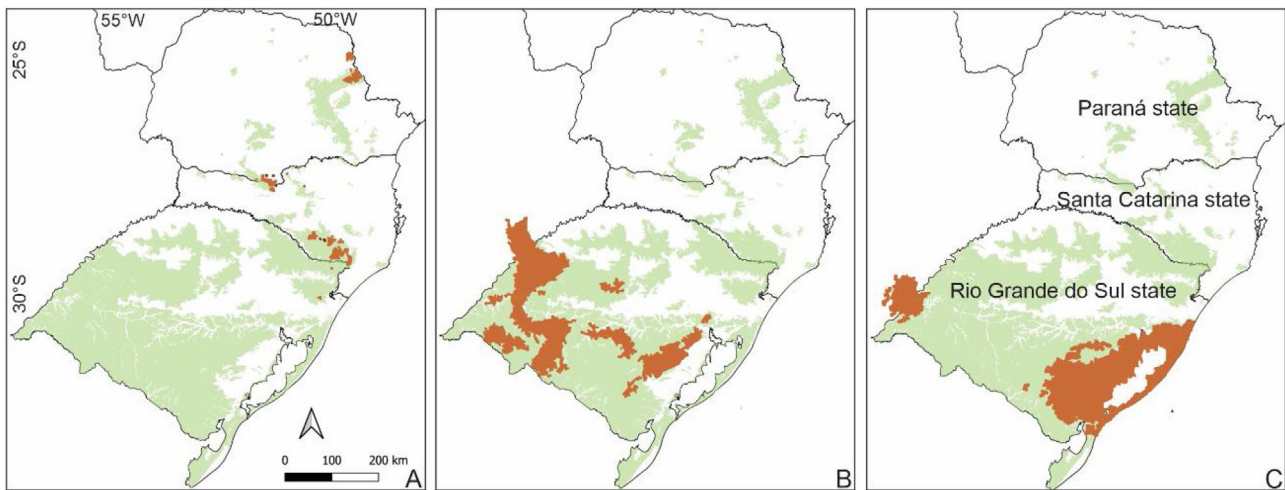 55°W 50°W
25°S
30°S
0 100 200 km
A
B
Paraná state
Santa Catarina state
Rio Grande do Sul state
C